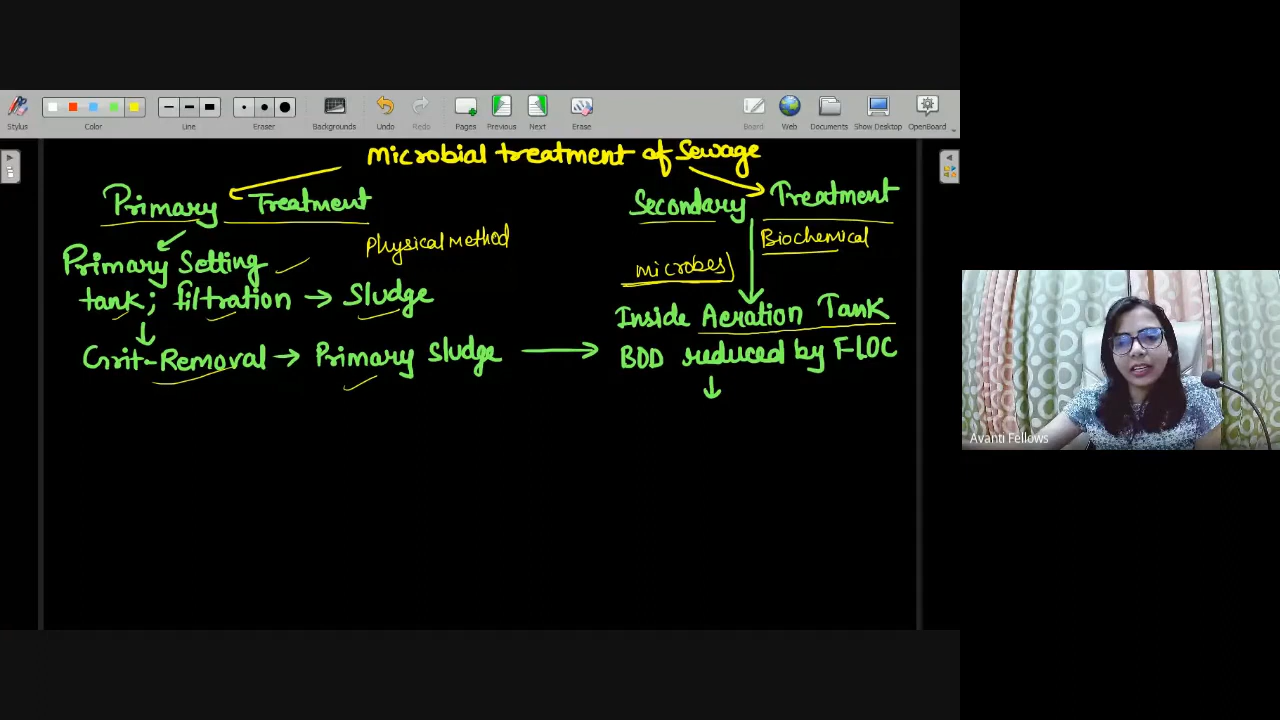 Stylus
Color
Line
Eraser
Backgrounds
Undo
Redo
Pages
Previous
Next
Erase
Board
Web
Documents
Show Desktop
OpenBoard
Microbial treatment of Sewage
Primary Treatment
Primary Setting
tank; filtration → Sludge
Grit-Removal → Primary Sludge
Physical method
Secondary Treatment
Biochemical
microbes
Inside Aeration Tank
BOD reduced by FLOC
Avanti Fellows